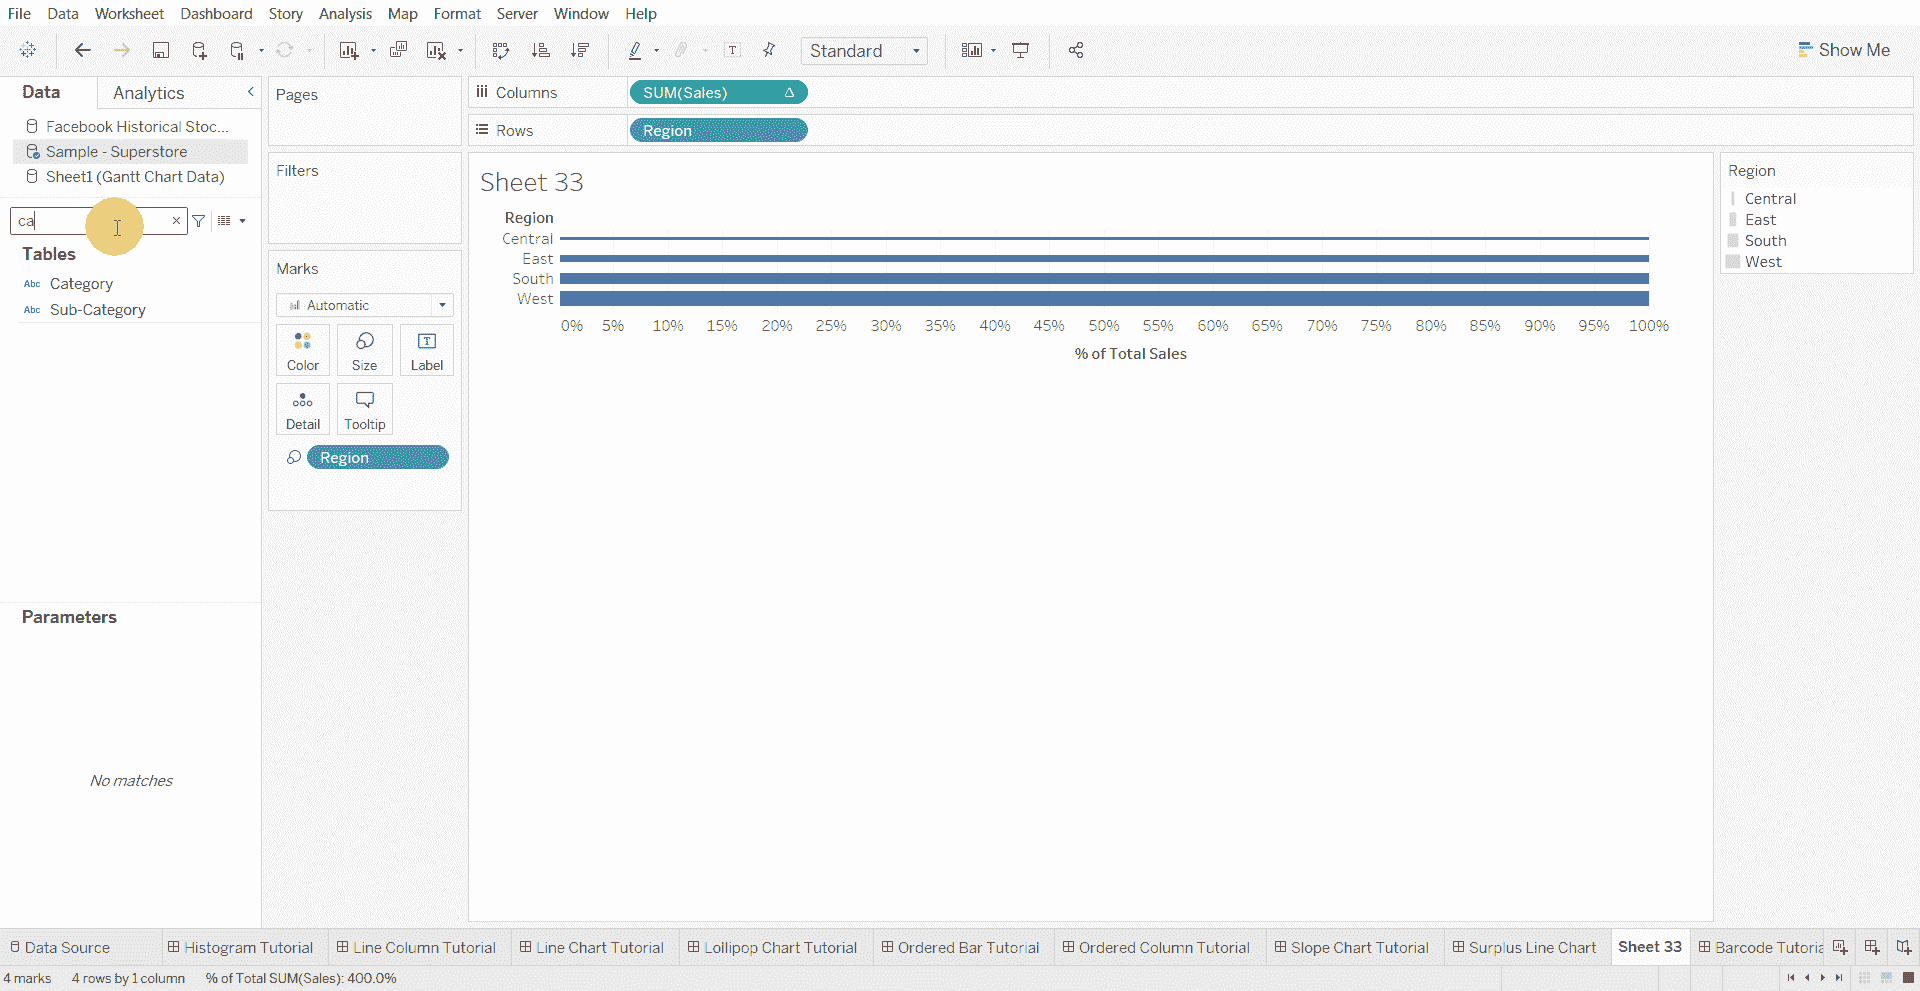 File Data Worksheet Dashboard Story Analysis Map Format Server Window Help
Standard
Show Me
Data Analytics
Facebook Historical Stoc...
Sample - Superstore
Sheet1 (Gantt Chart Data)
ca
Tables
Abc Category
Abc Sub-Category
Parameters
No matches
Pages
Filters
Marks
Automatic
Color Size Label
Detail Tooltip
Region
Columns SUM(Sales)
Rows Region
Sheet 33
Region
Central
East
South
West
0% 5% 10% 15% 20% 25% 30% 35% 40% 45% 50% 55% 60% 65% 70% 75% 80% 85% 90% 95% 100%
% of Total Sales
Region
Central
East
South
West
Data Source Histogram Tutorial Line Column Tutorial Line Chart Tutorial Lollipop Chart Tutorial Ordered Bar Tutorial Ordered Column Tutorial Slope Chart Tutorial Surplus Line Chart Sheet 33 Barcode Tutoria
4 marks 4 rows by 1 column % of Total SUM(Sales): 400.0%